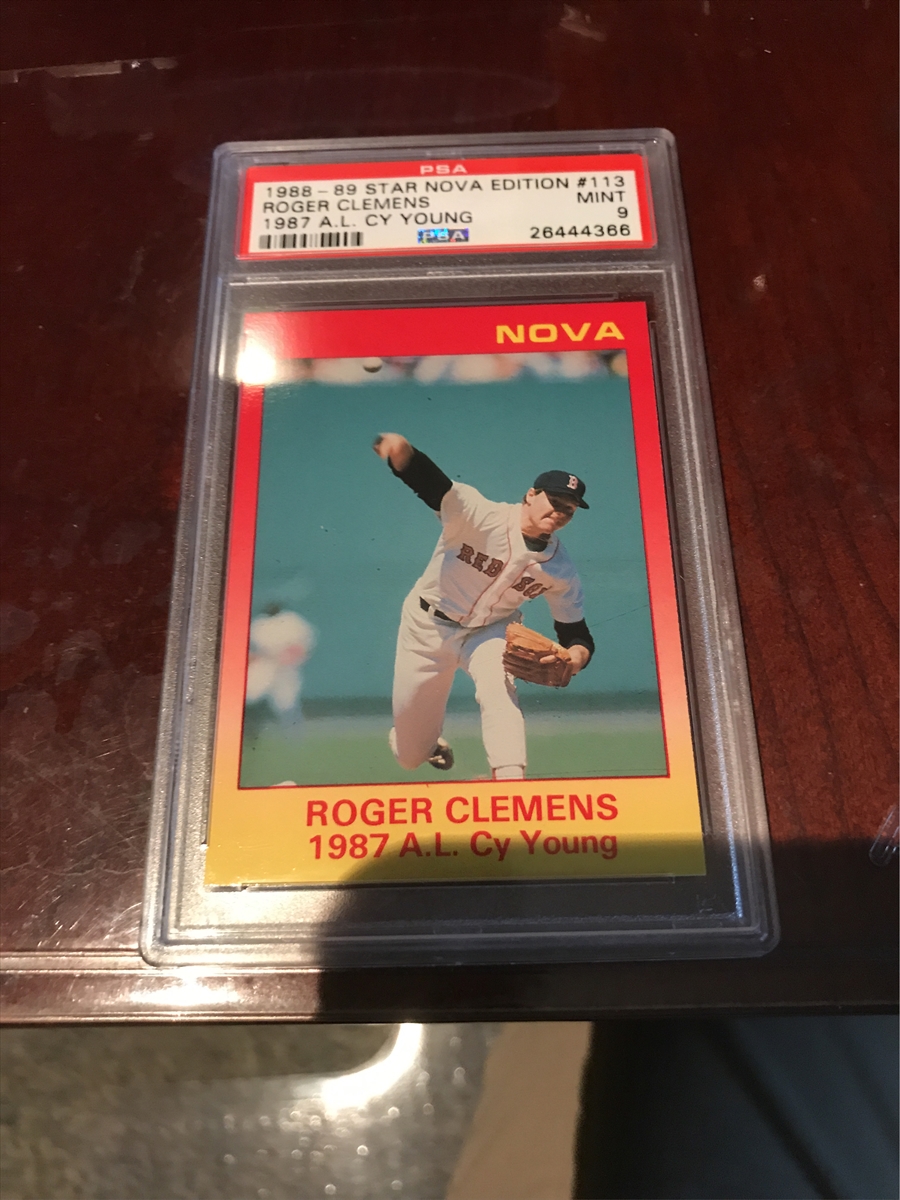 PSA
1988-89 STAR NOVA EDITION #113
ROGER CLEMENS MINT
1987 A.L. CY YOUNG 9
PSA 26444366
NOVA
B
RED SOX
ROGER CLEMENS
1987 A.L. Cy Young